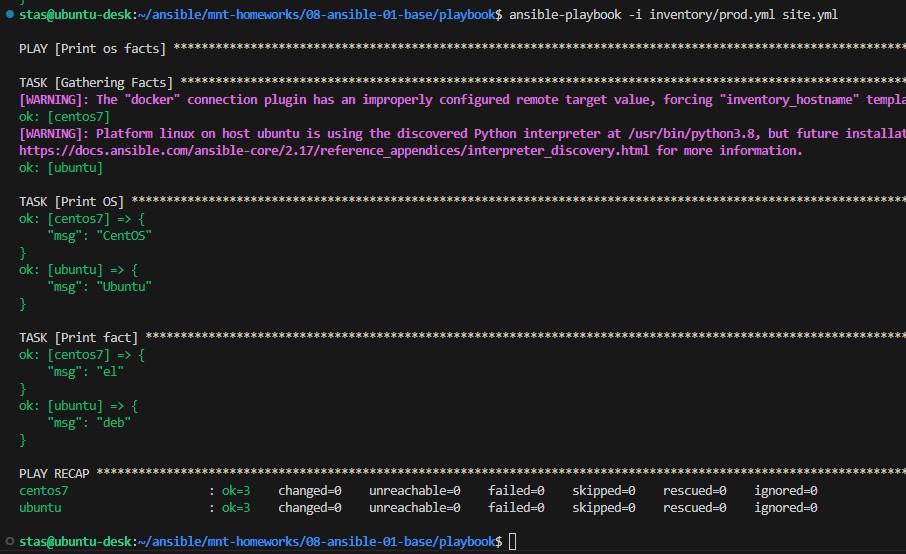 }
stas@ubuntu-desk:~/ansible/mnt-homeworks/08-ansible-01-base/playbook$ ansible-playbook -i inventory/prod.yml site.yml
PLAY [Print os facts] ******************************************************************************************
TASK [Gathering Facts] *****************************************************************************************
[WARNING]: The "docker" connection plugin has an improperly configured remote target value, forcing "inventory_hostname" templa
ok: [centos7]
[WARNING]: Platform linux on host ubuntu is using the discovered Python interpreter at /usr/bin/python3.8, but future installat
https://docs.ansible.com/ansible-core/2.17/reference_appendices/interpreter_discovery.html for more information.
ok: [ubuntu]
TASK [Print OS] ************************************************************************************************
ok: [centos7] => {
    "msg": "CentOS"
}
ok: [ubuntu] => {
    "msg": "Ubuntu"
}
TASK [Print fact] **********************************************************************************************
ok: [centos7] => {
    "msg": "el"
}
ok: [ubuntu] => {
    "msg": "deb"
}
PLAY RECAP *****************************************************************************************************
centos7                    : ok=3    changed=0    unreachable=0    failed=0    skipped=0    rescued=0    ignored=0
ubuntu                     : ok=3    changed=0    unreachable=0    failed=0    skipped=0    rescued=0    ignored=0
stas@ubuntu-desk:~/ansible/mnt-homeworks/08-ansible-01-base/playbook$